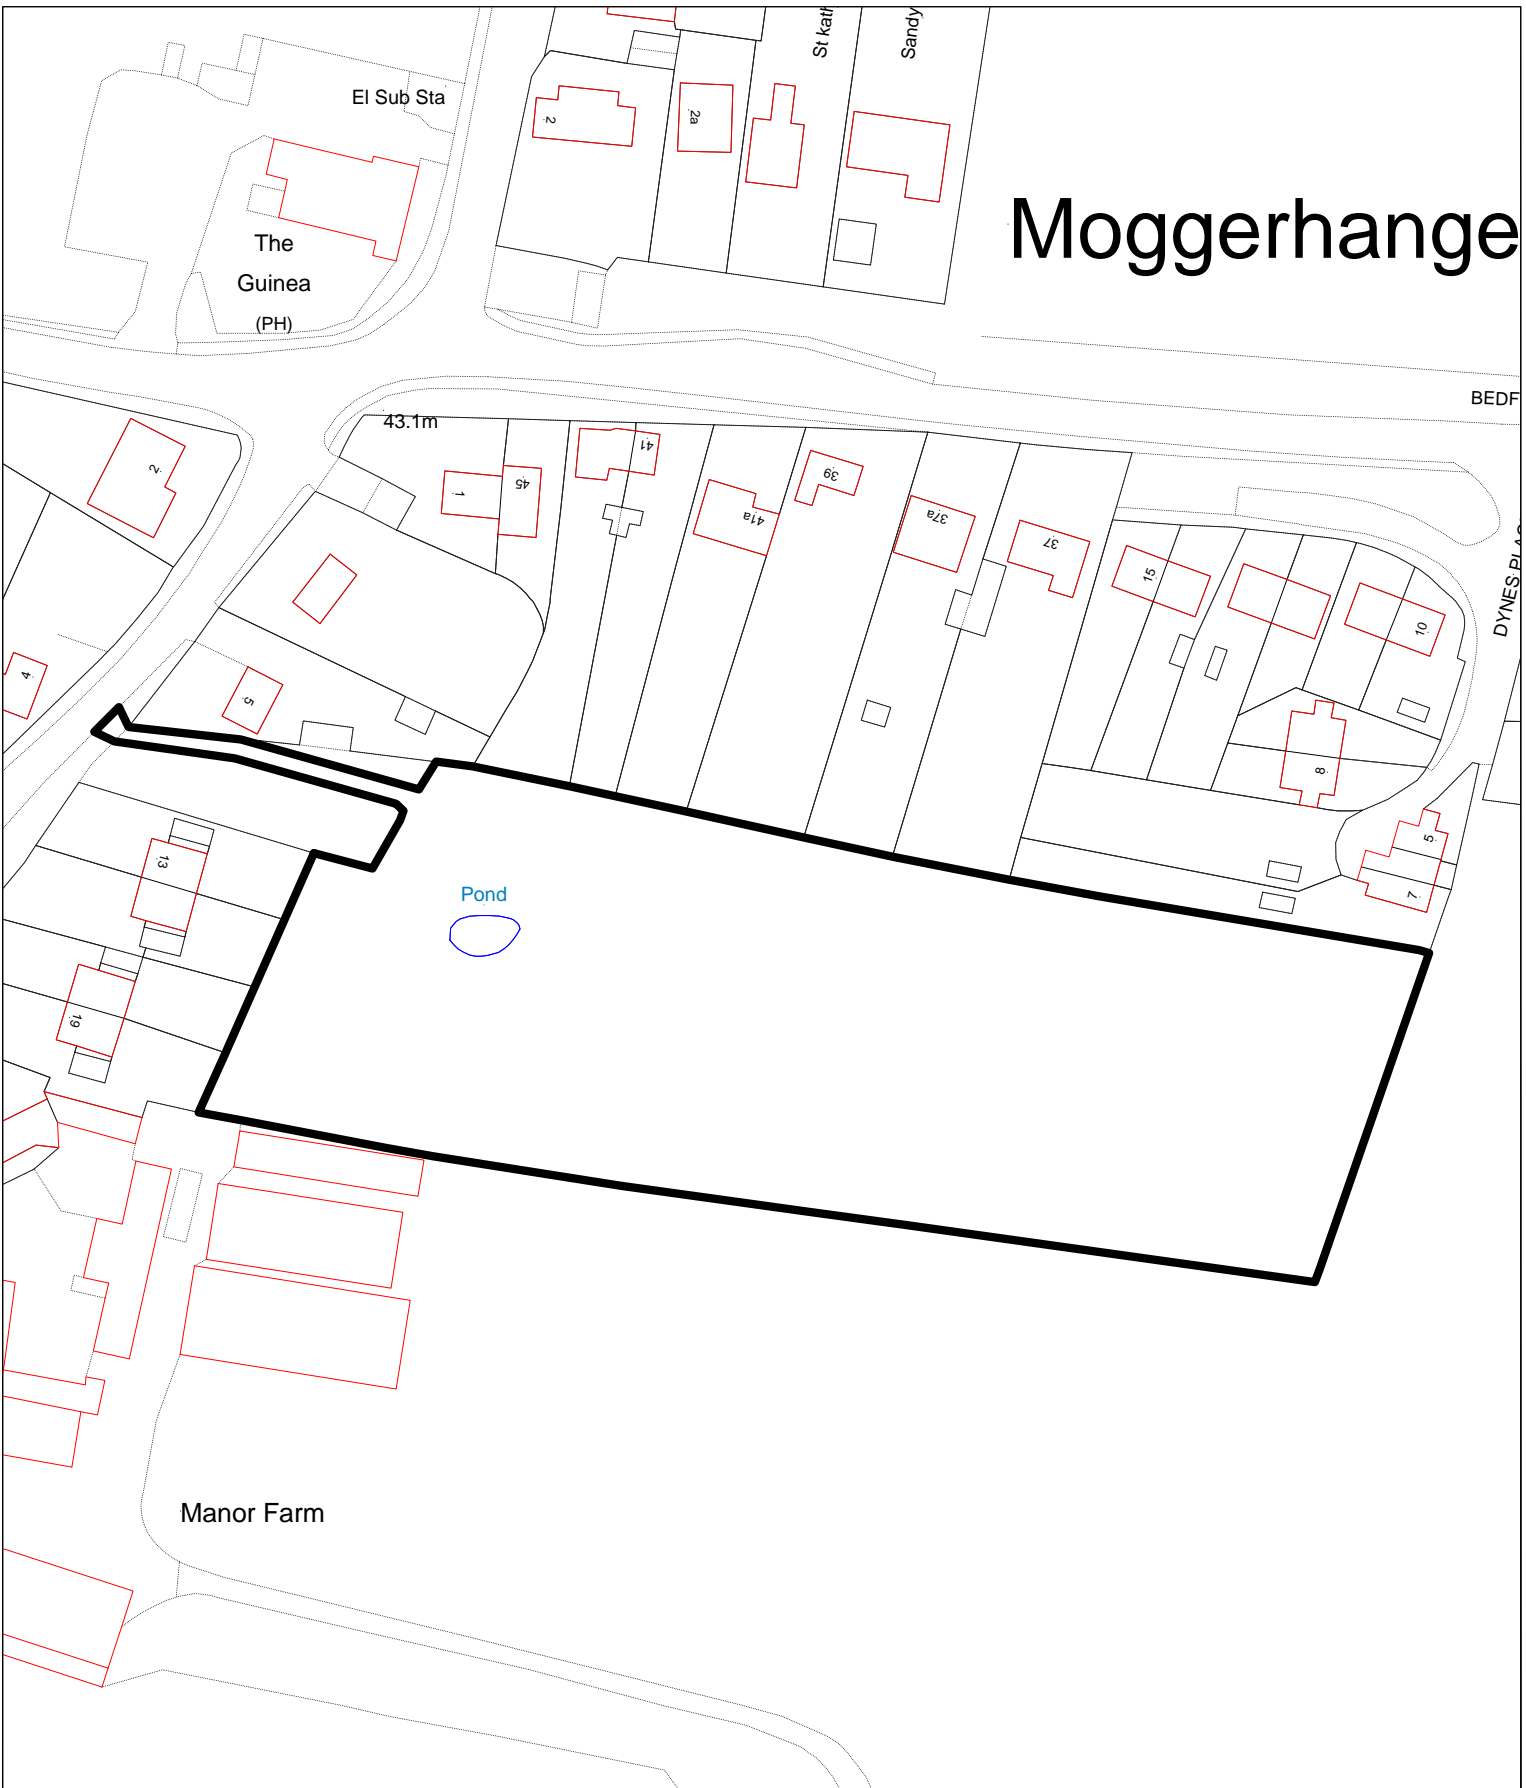 St kath
Sandy
El Sub Sta
2
2a
Moggerhange
The
Guinea
(PH)
BEDF
43.1m
2
1
45
41
41a
39
37a
37
15
10
DYNES PLAC
4
5
8
5
7
13
Pond
19
Manor Farm